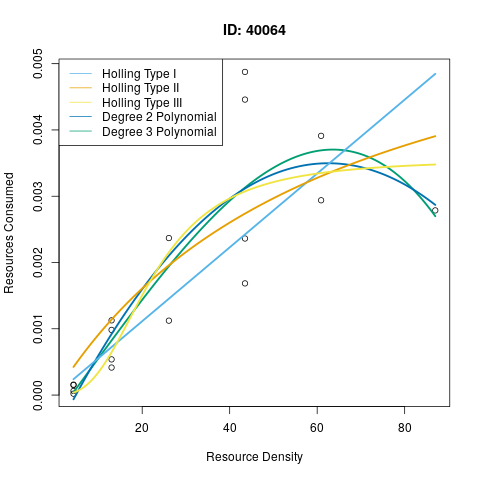 ID: 40064
Holling Type I
Holling Type II
Holling Type III
Degree 2 Polynomial
Degree 3 Polynomial
Resources Consumed
0.005
0.004
0.003
0.002
0.001
0.000
20 40 60 80
Resource Density